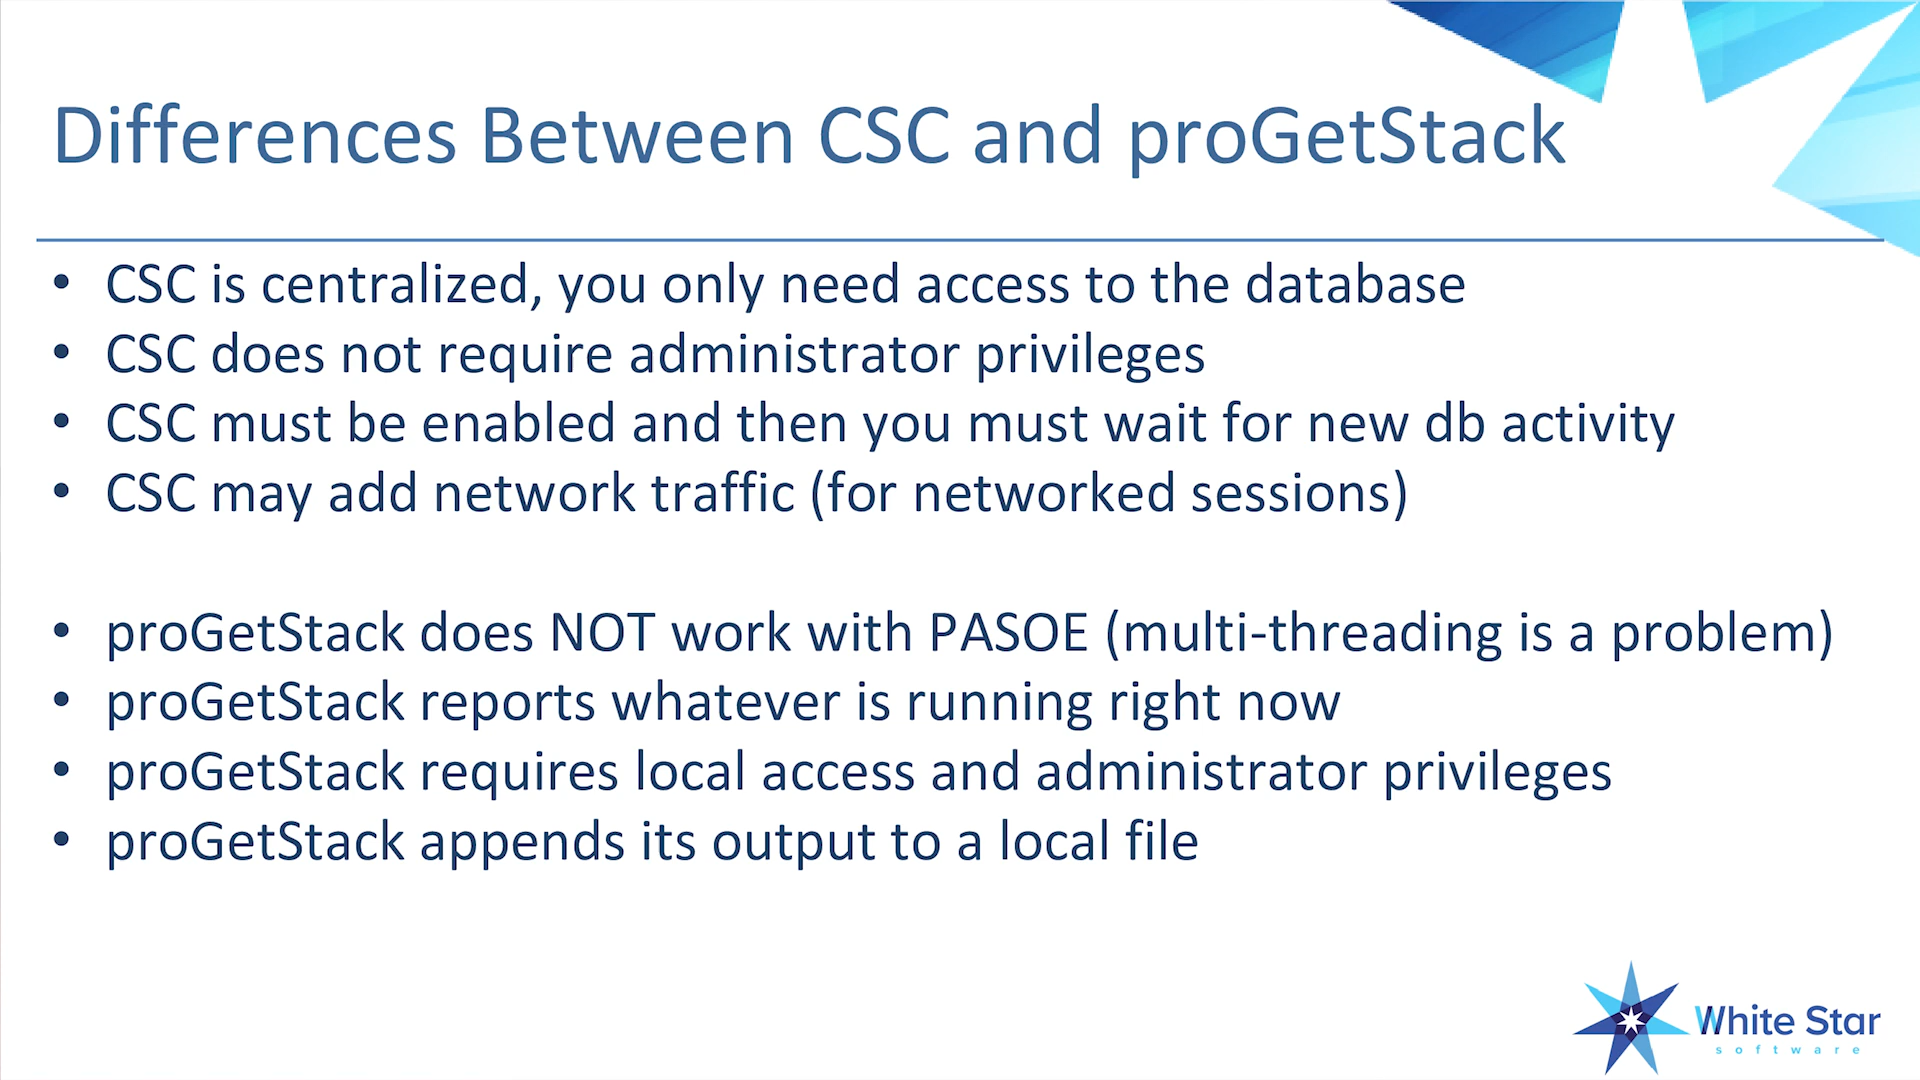 Differences Between CSC and proGetStack
• CSC is centralized, you only need access to the database
• CSC does not require administrator privileges
• CSC must be enabled and then you must wait for new db activity
• CSC may add network traffic (for networked sessions)
• proGetStack does NOT work with PASOE (multi-threading is a problem)
• proGetStack reports whatever is running right now
• proGetStack requires local access and administrator privileges
• proGetStack appends its output to a local file
White Star
software